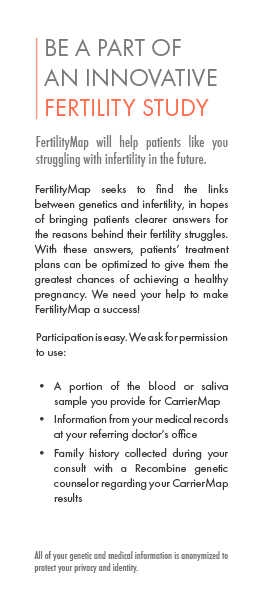 BE A PART OF
AN INNOVATIVE
FERTILITY STUDY
FertilityMap will help patients like you
struggling with infertility in the future.
FertilityMap seeks to find the links
between genetics and infertility, in hopes
of bringing patients clearer answers for
the reasons behind their fertility struggles.
With these answers, patients’ treatment
plans can be optimized to give them the
greatest chances of achieving a healthy
pregnancy. We need your help to make
FertilityMap a success!
Participation is easy. We ask for permission
to use:
• A portion of the blood or saliva
sample you provide for CarrierMap
• Information from your medical records
at your referring doctor’s office
• Family history collected during your
consult with a Recombine genetic
counselor regarding your CarrierMap
results
All of your genetic and medical information is anonymized to
protect your privacy and identity.